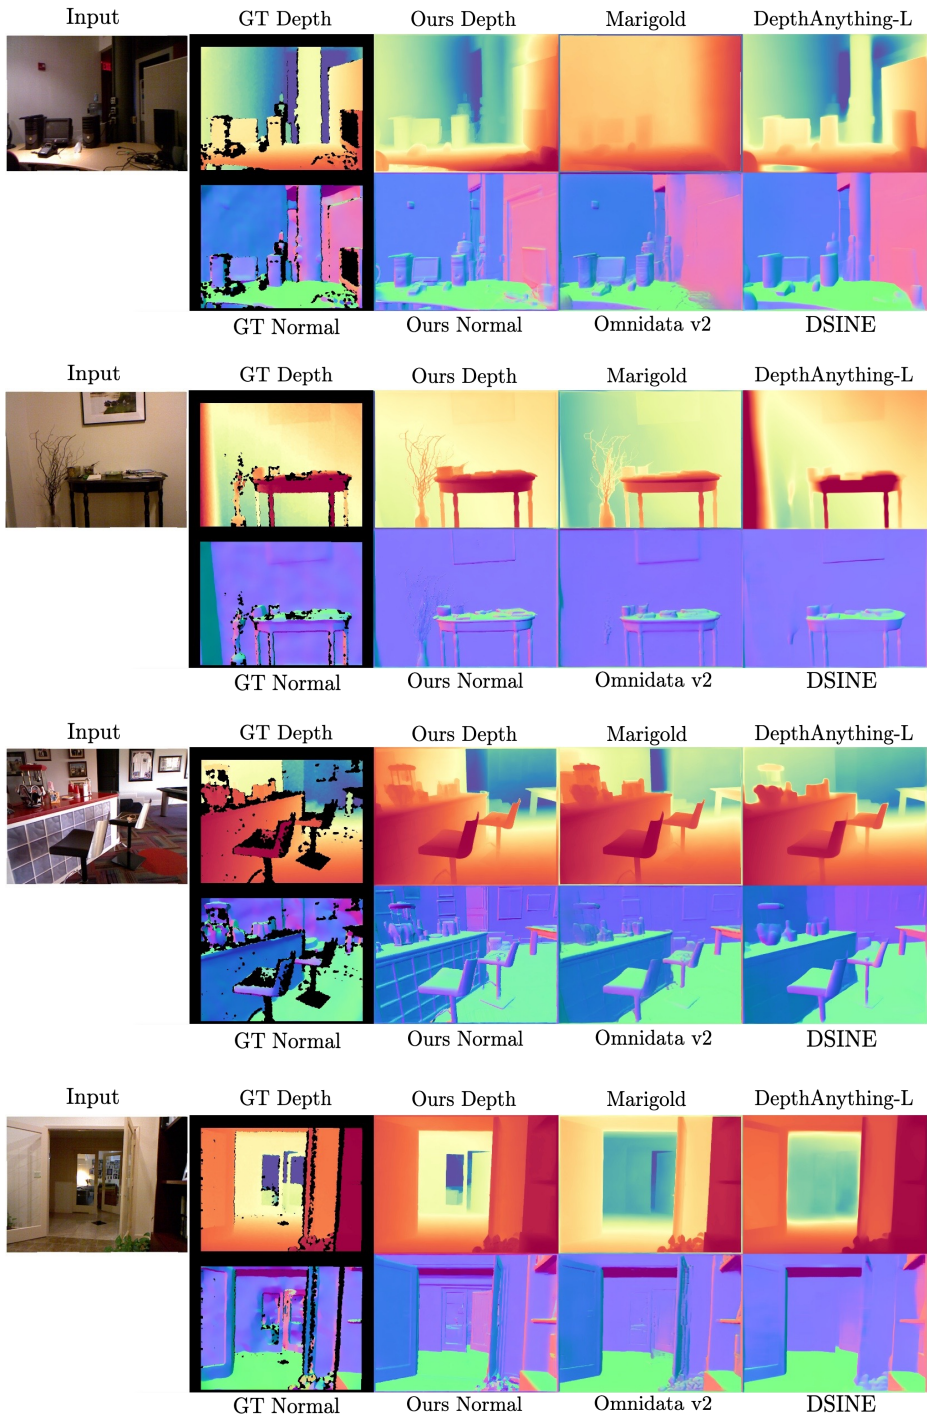 Input GT Depth Ours Depth Marigold DepthAnything-L
GT Normal Ours Normal Omnidata v2 DSINE
Input GT Depth Ours Depth Marigold DepthAnything-L
GT Normal Ours Normal Omnidata v2 DSINE
Input GT Depth Ours Depth Marigold DepthAnything-L
GT Normal Ours Normal Omnidata v2 DSINE
Input GT Depth Ours Depth Marigold DepthAnything-L
GT Normal Ours Normal Omnidata v2 DSINE